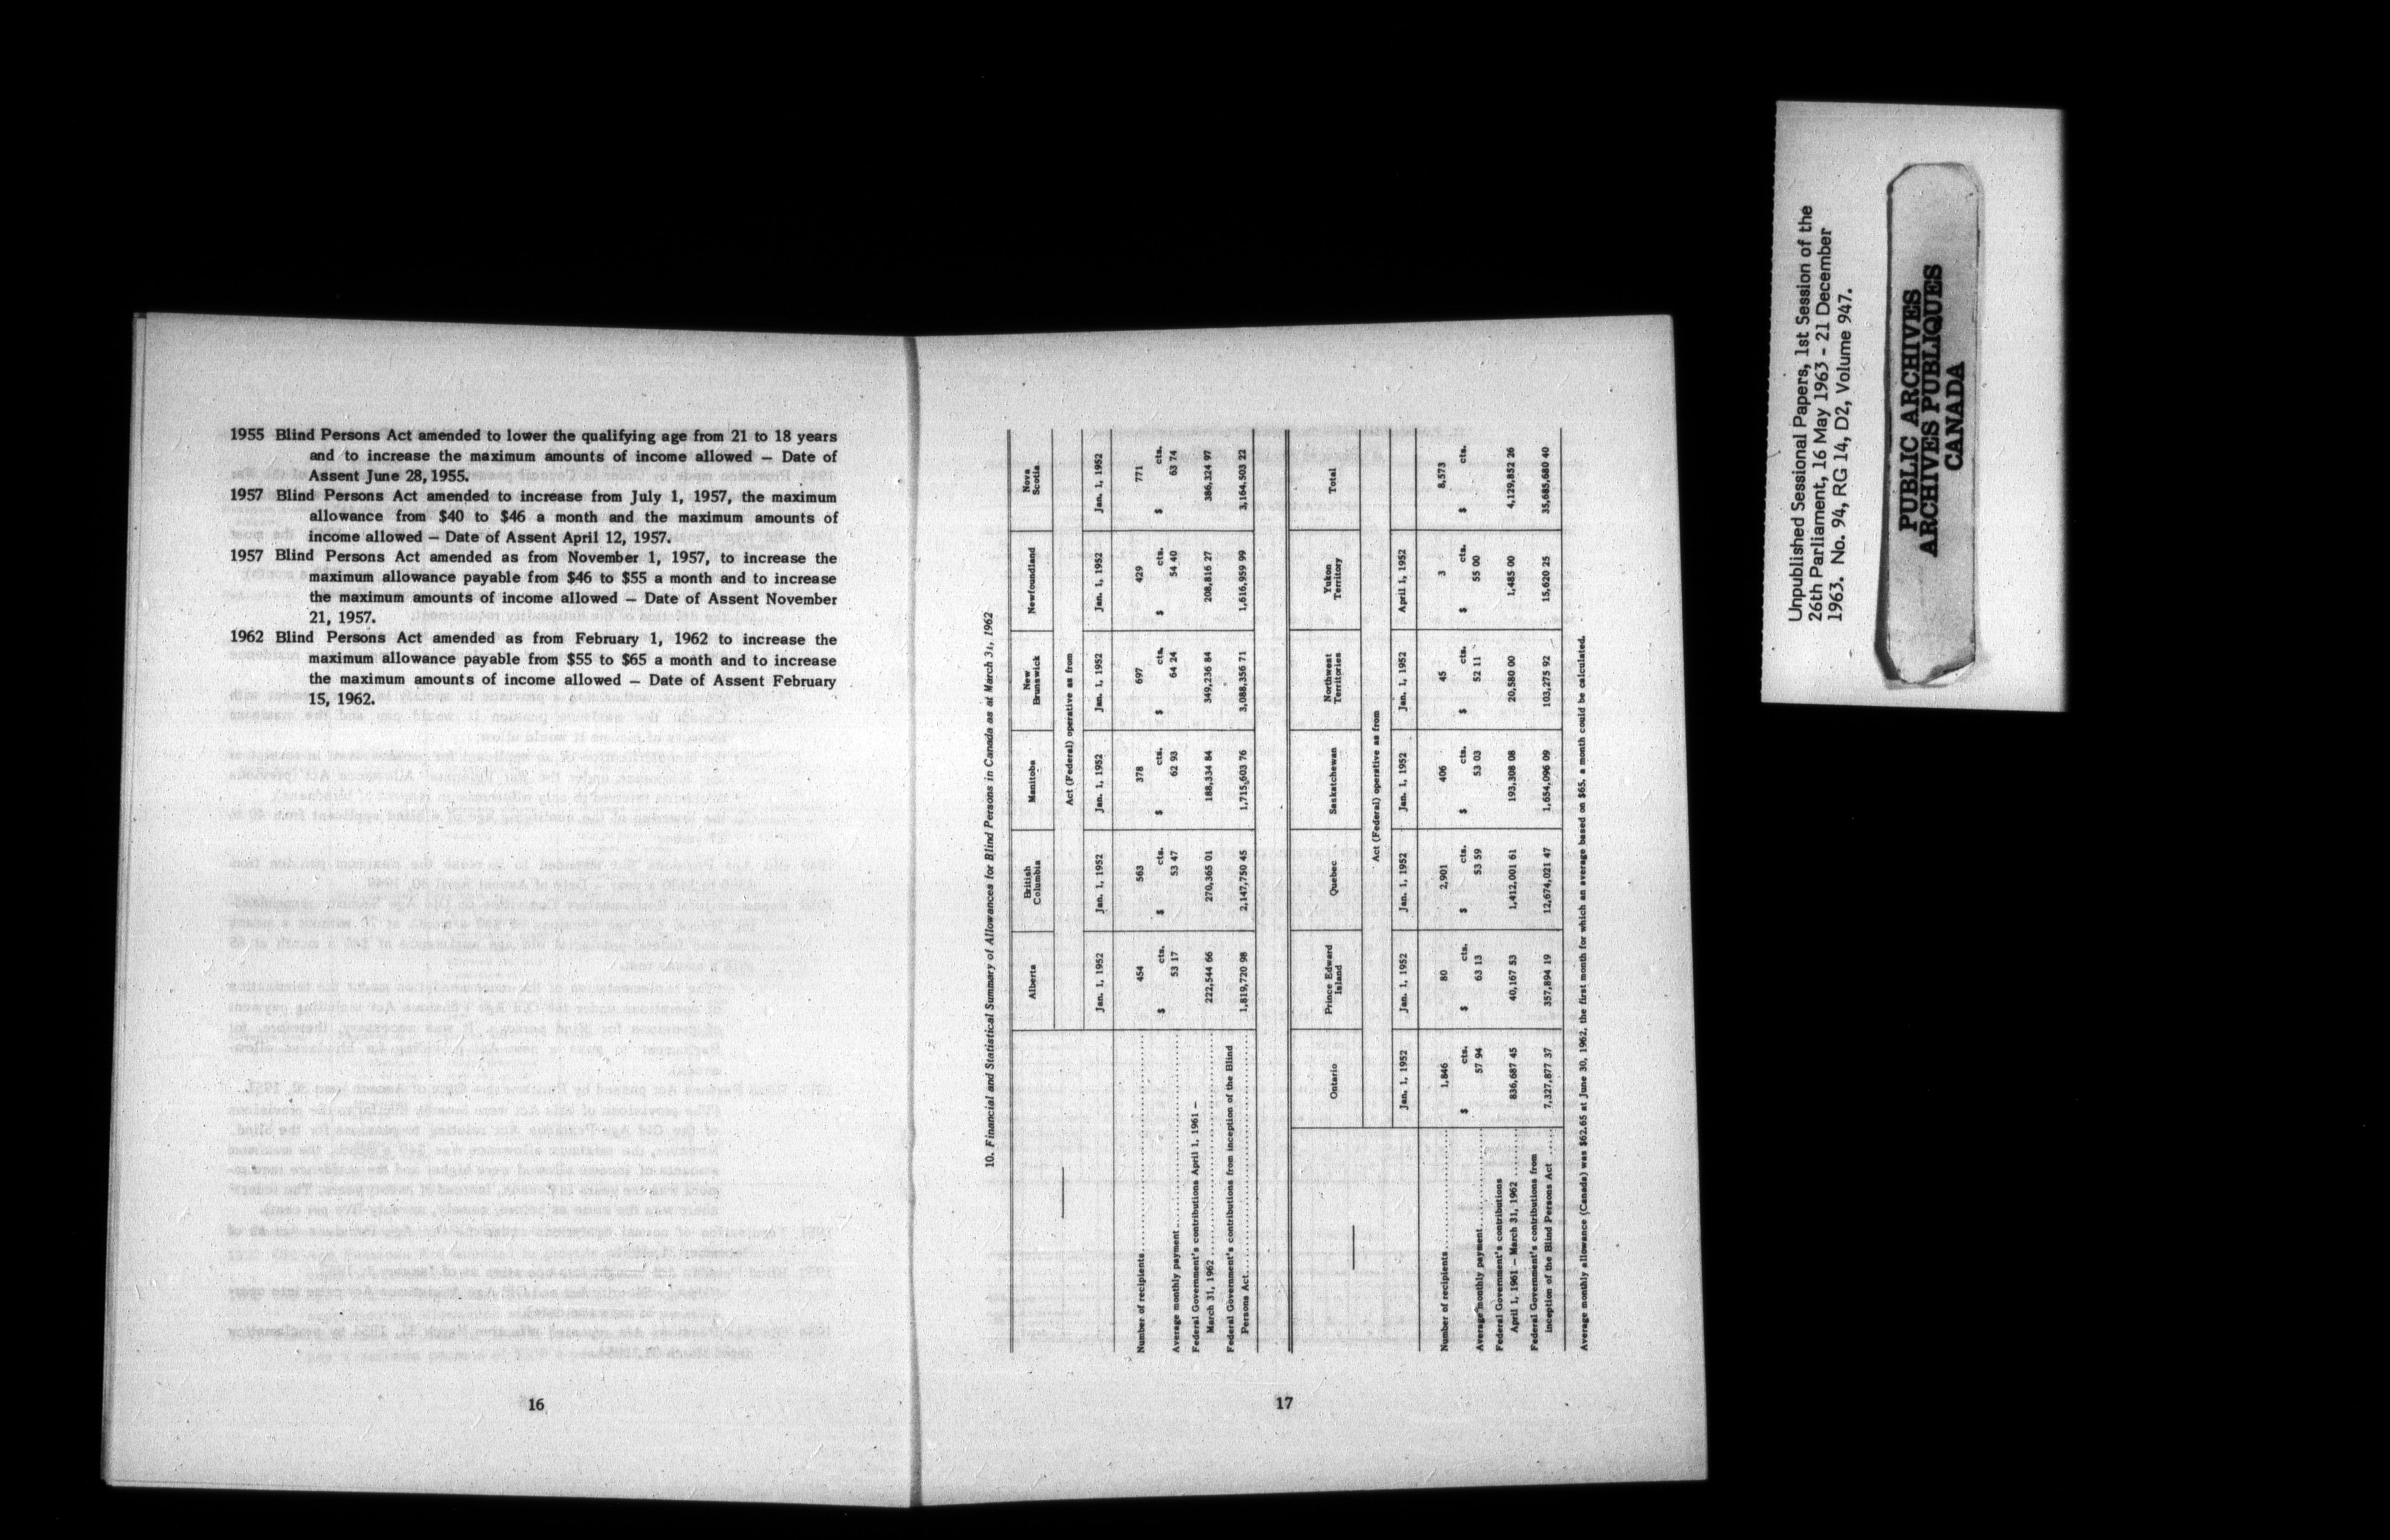 1955 Blind Persons Act amended to lower the qualifying age from 21 to 18 years
and to increase the maximum amounts of income allowed — Date of
Assent June 28, 1955.
1957 Blind Persons Act amended to increase from July 1, 1957, the maximum
allowance from $40 to $46 a month and the maximum amounts of
income allowed — Date of Assent April 12, 1957.
1957 Blind Persons Act amended as from November 1, 1957, to increase the
maximum allowance payable from $46 to $55 a month and to increase
the maximum amounts of income allowed — Date of Assent November
21, 1957.
1962 Blind Persons Act amended as from February 1, 1962 to increase the
maximum allowance payable from $55 to $65 a month and to increase
the maximum amounts of income allowed — Date of Assent February
15, 1962.
16
10. Financial and Statistical Summary of Allowances for Blind Persons in Canada as at March 31, 1962
— Alberta British Columbia Manitoba New Brunswick Newfoundland Nova Scotia
Act (Federal) operative as from
Jan. 1, 1952 Jan. 1, 1952 Jan. 1, 1952 Jan. 1, 1952 Jan. 1, 1952 Jan. 1, 1952
Number of recipients 454 563 378 697 429 771
$ cts. $ cts. $ cts. $ cts. $ cts. $ cts.
Average monthly payment 53 17 53 47 62 93 64 24 54 40 63 74
Federal Government's contributions April 1, 1961 —
March 31, 1962 222,544 66 270,365 01 188,334 84 349,236 84 208,816 27 386,324 97
Federal Government's contributions from inception of the Blind
Persons Act 1,819,720 98 2,147,750 45 1,715,603 76 3,088,356 71 1,616,959 99 3,164,503 22
— Ontario Prince Edward Island Quebec Saskatchewan Northwest Territories Yukon Territory Total
Act (Federal) operative as from
Jan. 1, 1952 Jan. 1, 1952 Jan. 1, 1952 Jan. 1, 1952 Jan. 1, 1952 April 1, 1952
Number of recipients 1,846 80 2,901 406 45 3 8,573
$ cts. $ cts. $ cts. $ cts. $ cts. $ cts. $ cts.
Average monthly payment 57 94 63 13 53 59 53 03 52 11 55 00
Federal Government's contributions
April 1, 1961 — March 31, 1962 836,687 45 40,167 53 1,412,001 61 193,308 08 20,580 00 1,485 00 4,129,852 26
Federal Government's contributions from
inception of the Blind Persons Act 7,327,877 37 357,894 19 12,674,021 47 1,654,096 09 103,275 92 15,620 25 35,685,680 40
Average monthly allowance (Canada) was $62.65 at June 30, 1962, the first month for which an average based on $65. a month could be calculated.
17
Unpublished Sessional Papers, 1st Session of the
26th Parliament, 16 May 1963 - 21 December
1963. No. 94, RG 14, D2, Volume 947.
PUBLIC ARCHIVES
ARCHIVES PUBLIQUES
CANADA